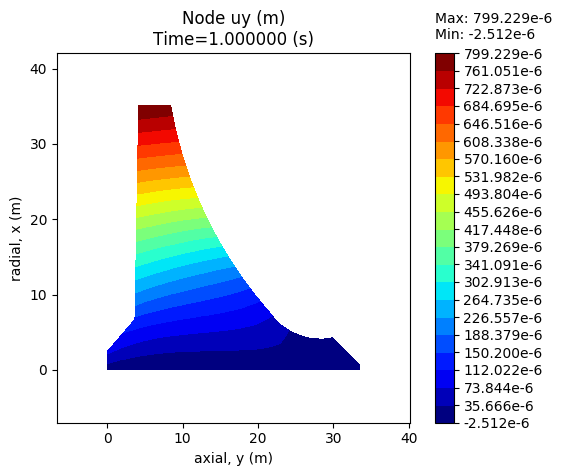 Node uy (m)
Time=1.000000 (s)
Max: 799.229e-6
Min: -2.512e-6
40
30
20
10
0
radial, x (m)
0
10
20
30
40
axial, y (m)
799.229e-6
761.051e-6
722.873e-6
684.695e-6
646.516e-6
608.338e-6
570.160e-6
531.982e-6
493.804e-6
455.626e-6
417.448e-6
379.269e-6
341.091e-6
302.913e-6
264.735e-6
226.557e-6
188.379e-6
150.200e-6
112.022e-6
73.844e-6
35.666e-6
-2.512e-6